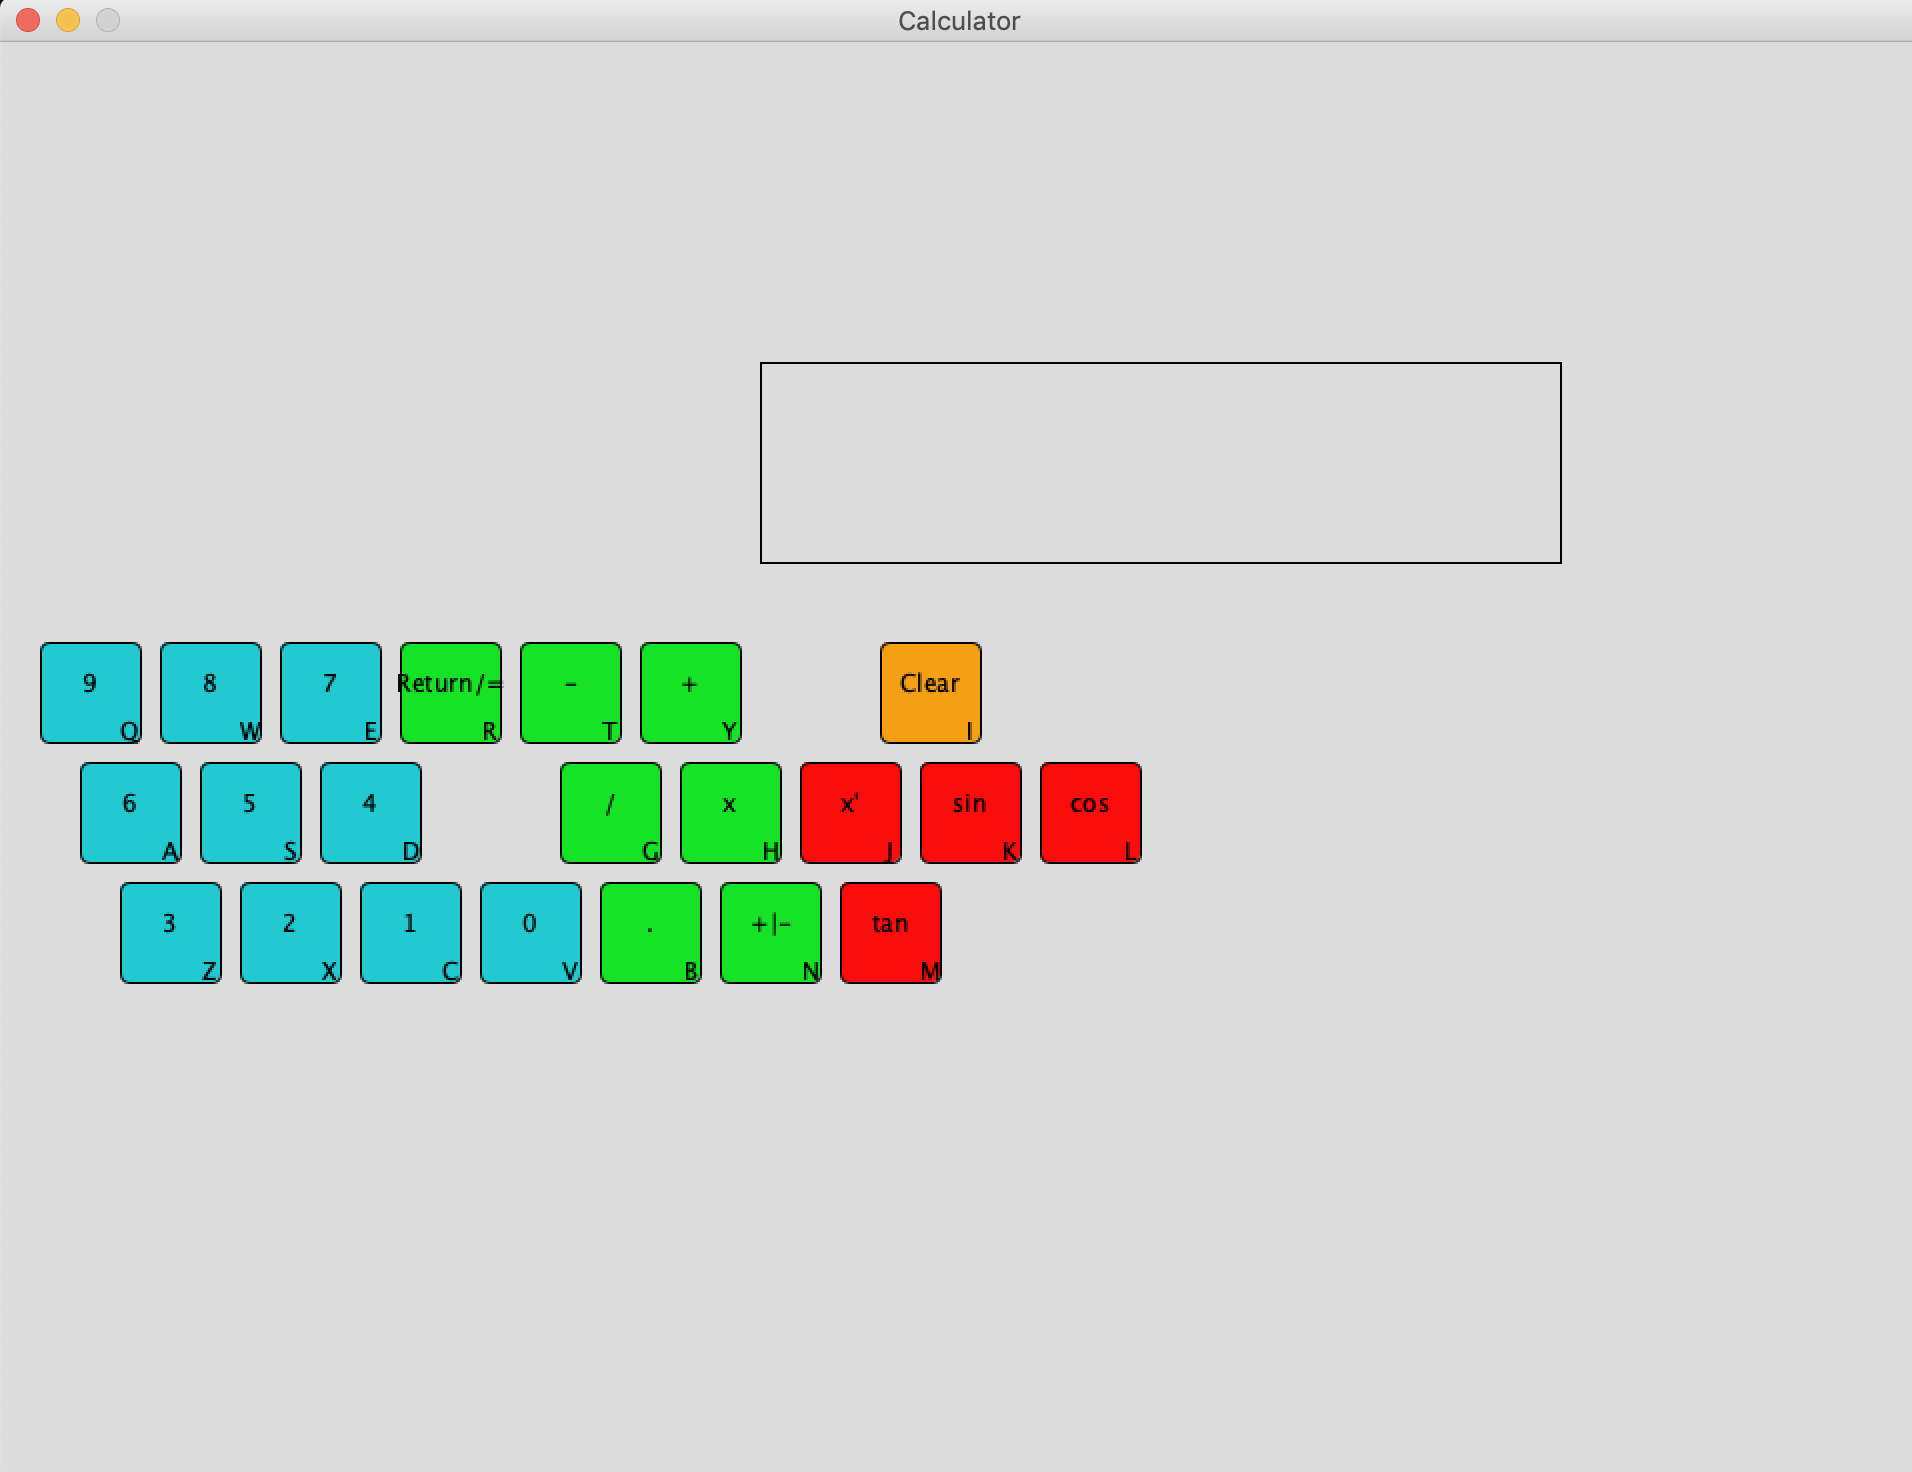 Calculator
9 8 7 Return/= - + Clear
Q W E R T Y I
6 5 4 / x x' sin cos
A S D G H J K L
3 2 1 0 . +|- tan
Z X C V B N M